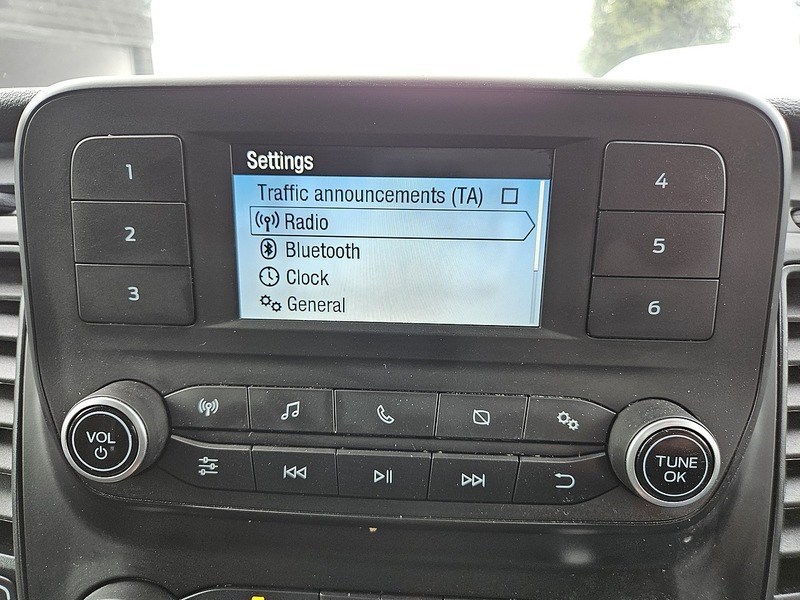 Settings
Traffic announcements (TA)
Radio
Bluetooth
Clock
General
1
2
3
4
5
6
VOL
TUNE
OK